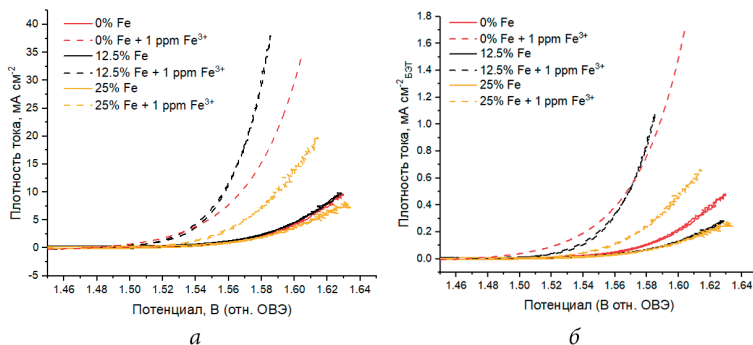 0% Fe
0% Fe + 1 ppm Fe³⁺
12.5% Fe
12.5% Fe + 1 ppm Fe³⁺
25% Fe
25% Fe + 1 ppm Fe³⁺
Плотность тока, мА см⁻²
40
35
30
25
20
15
10
5
0
5
1.46 1.48 1.50 1.52 1.54 1.56 1.58 1.60 1.62 1.64
Потенциал, В (отн. ОВЭ)
а
0% Fe
0% Fe + 1 ppm Fe³⁺
12.5% Fe
12.5% Fe + 1 ppm Fe³⁺
25% Fe
25% Fe + 1 ppm Fe³⁺
Плотность тока, мА см⁻²БЭТ
1.8
1.6
1.4
1.2
1.0
0.8
0.6
0.4
0.2
0.0
1.46 1.48 1.50 1.52 1.54 1.56 1.58 1.60 1.62 1.64
Потенциал (В отн. ОВЭ)
б